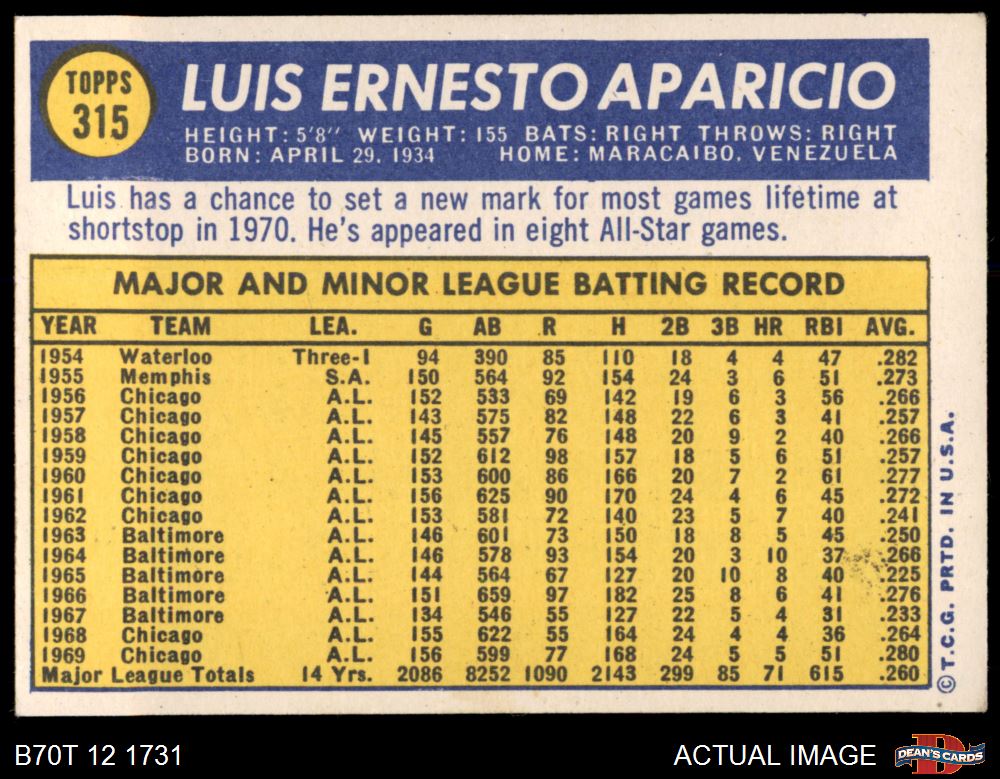 TOPPS
315
LUIS ERNESTO APARICIO
HEIGHT: 5'8" WEIGHT: 155 BATS: RIGHT THROWS: RIGHT
BORN: APRIL 29, 1934 HOME: MARACAIBO, VENEZUELA
Luis has a chance to set a new mark for most games lifetime at
shortstop in 1970. He's appeared in eight All-Star games.
MAJOR AND MINOR LEAGUE BATTING RECORD
YEAR TEAM LEA. G AB R H 2B 3B HR RBI AVG.
1954 Waterloo Three-I 94 390 85 110 18 4 4 47 .282
1955 Memphis S.A. 150 564 92 154 24 3 6 51 .273
1956 Chicago A.L. 152 533 69 142 19 6 3 56 .266
1957 Chicago A.L. 143 575 82 148 22 6 3 41 .257
1958 Chicago A.L. 145 557 76 148 20 9 2 40 .266
1959 Chicago A.L. 152 612 98 157 18 5 6 51 .257
1960 Chicago A.L. 153 600 86 166 20 7 2 61 .277
1961 Chicago A.L. 156 625 90 170 24 4 6 45 .272
1962 Chicago A.L. 153 581 72 140 23 5 7 40 .241
1963 Baltimore A.L. 146 601 73 150 18 8 5 45 .250
1964 Baltimore A.L. 146 578 93 154 20 3 10 37 .266
1965 Baltimore A.L. 144 564 67 127 20 10 8 40 .225
1966 Baltimore A.L. 151 659 97 182 25 8 6 41 .276
1967 Baltimore A.L. 134 546 55 127 22 5 4 31 .233
1968 Chicago A.L. 155 622 55 164 24 4 4 36 .264
1969 Chicago A.L. 156 599 77 168 24 5 5 51 .280
Major League Totals 14 Yrs. 2086 8252 1090 2143 299 85 71 615 .260
©T.C.G. PRTD. IN U.S.A.
B70T 12 1731
ACTUAL IMAGE
D
DEAN'S CARDS